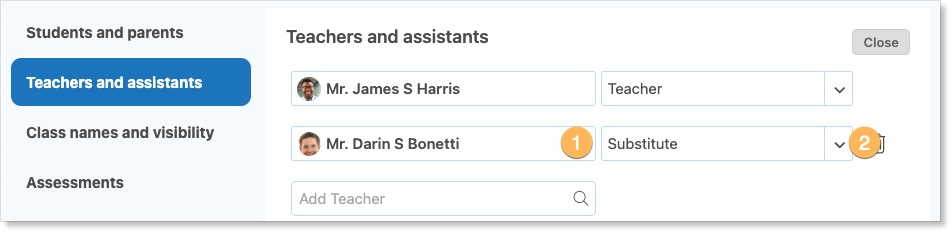 Students and parents
Teachers and assistants
Class names and visibility
Assessments
Teachers and assistants
Close
Mr. James S Harris
Teacher
Mr. Darin S Bonetti
1
Substitute
2
Add Teacher